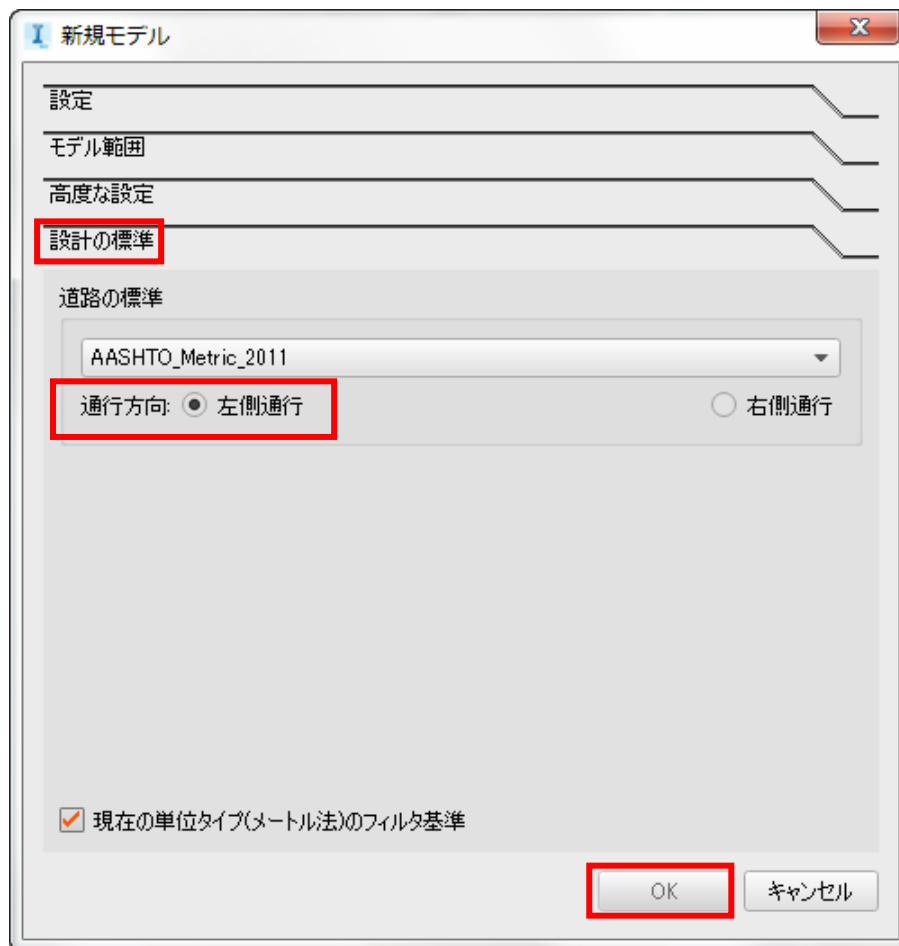 新規モデル
設定
モデル範囲
高度な設定
設計の標準
道路の標準
AASHTO_Metric_2011
通行方向: 左側通行 右側通行
現在の単位タイプ(メートル法)のフィルタ基準
OK キャンセル